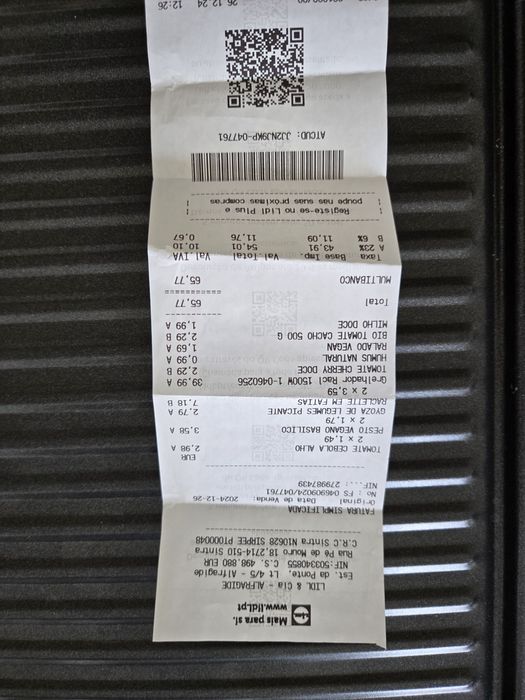 Mais para si.
www.lidl.pt
LIDL & Cia - ALFRAGIDE
Est. da Ponte, Lt 4/5 - Alfragide
NIF:503340855 C.S. 498.880 EUR
Rua de Pé de Mouro 18,2714-510 Sintra
C.R.C Sintra N10628 SIRPEE PT000048
FATURA SIMPLIFICADA
Original Data de Venda: 2024-12-26
No : FS 046909024/047761
NIF...: 279987439
EUR
TOMATE CEBOLA ALHO 2,98 A
2 x 1,49
PESTO VEGANO BASILICO 3,58 A
2 x 1,79
GYOZA DE LEGUMES PICANTE 2,79 A
RACLETTE EM FATIAS 7,18 B
2 x 3,59
Grelhador Racl 1500W 1-0460256 39,99 A
TOMATE CHERRY DOCE 2,29 B
HUMUS NATURAL 0,99 A
RALADO VEGAN 1,69 A
BIO TOMATE CACHO 500 G 2,29 B
MILHO DOCE 1,99 A
Total 65,77
MULTIBANCO 65,77
Taxa Base Imp. Val.Total Val IVA
A 23% 43,91 54,01 10,10
B 6% 11,09 11,76 0,67
Registe-se no Lidl Plus e
poupe nas suas próximas compras
ATCUD: JJ2NJ9KP-047761
26.12.24 12:26